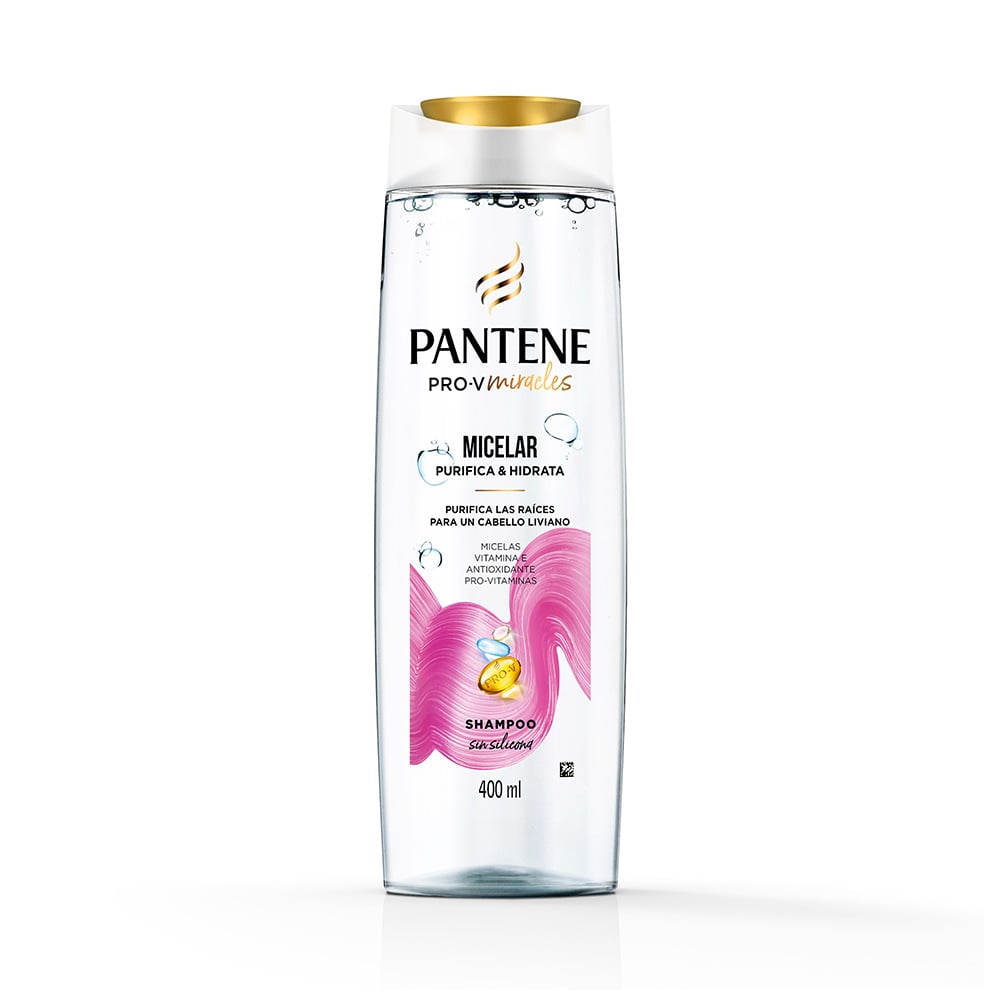 PANTENE
PRO-V miracles
MICELAR
PURIFICA & HIDRATA
PURIFICA LAS RAÍCES
PARA UN CABELLO LIVIANO
MICELAS
VITAMINA E
ANTIOXIDANTE
PRO-VITAMINAS
PRO-V
SHAMPOO
sin silicona
400 ml